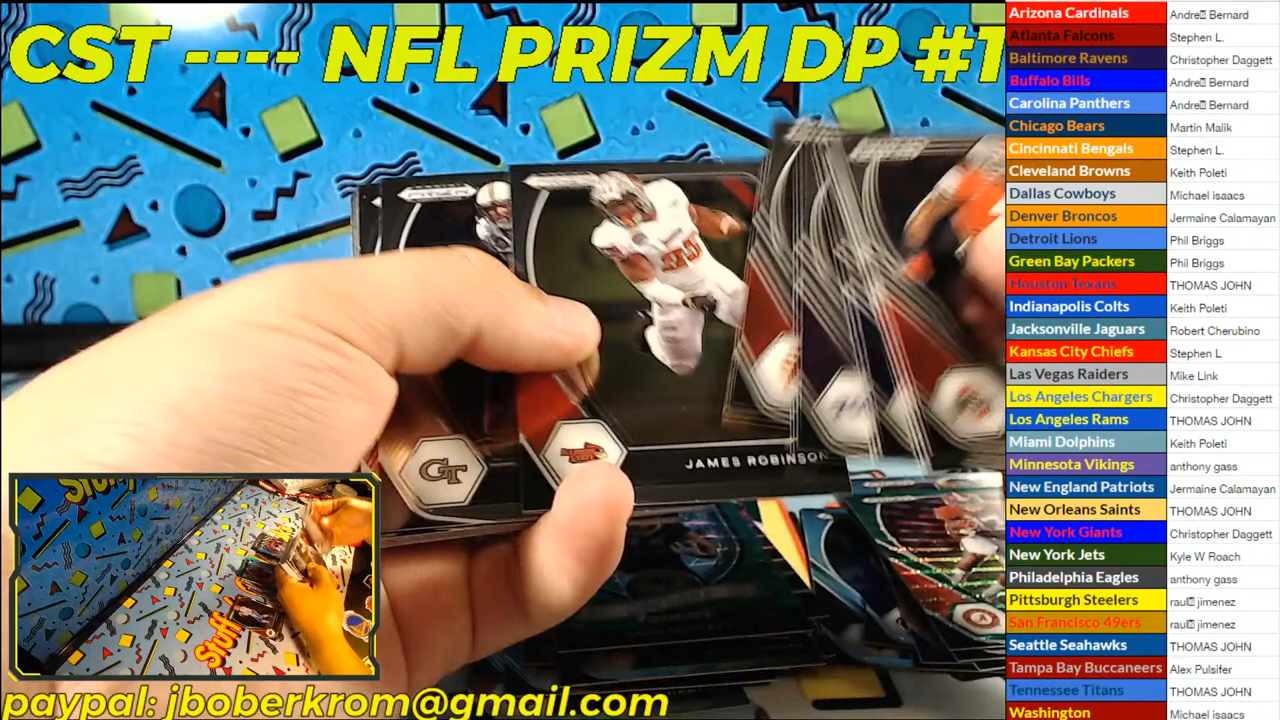 CST ---- NFL PRIZM DP #1
PRIZM
GT
JAMES ROBINSON
Stuff
paypal: jboberkrom@gmail.com
Arizona Cardinals Andre Bernard
Atlanta Falcons Stephen L.
Baltimore Ravens Christopher Daggett
Buffalo Bills Andre Bernard
Carolina Panthers Andre Bernard
Chicago Bears Martin Malik
Cincinnati Bengals Stephen L.
Cleveland Browns Keith Poleti
Dallas Cowboys Michael isaacs
Denver Broncos Jermaine Calamayan
Detroit Lions Phil Briggs
Green Bay Packers Phil Briggs
Houston Texans THOMAS JOHN
Indianapolis Colts Keith Poleti
Jacksonville Jaguars Robert Cherubino
Kansas City Chiefs Stephen L
Las Vegas Raiders Mike Link
Los Angeles Chargers Christopher Daggett
Los Angeles Rams THOMAS JOHN
Miami Dolphins Keith Poleti
Minnesota Vikings anthony gass
New England Patriots Jermaine Calamayan
New Orleans Saints THOMAS JOHN
New York Giants Christopher Daggett
New York Jets Kyle W Roach
Philadelphia Eagles anthony gass
Pittsburgh Steelers raul jimenez
San Francisco 49ers raul jimenez
Seattle Seahawks THOMAS JOHN
Tampa Bay Buccaneers Alex Pulsifer
Tennessee Titans THOMAS JOHN
Washington Michael isaacs